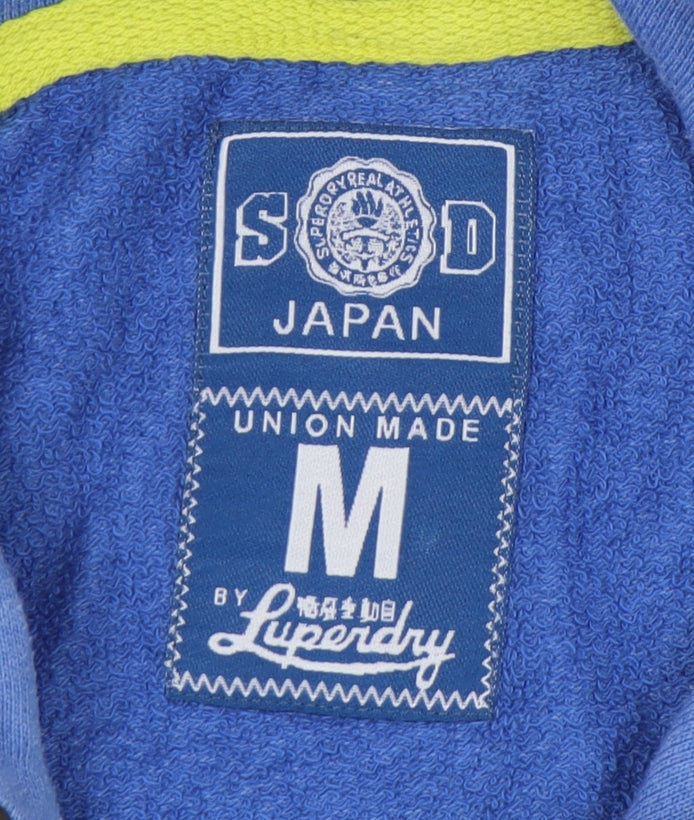 S D
SUPERDRY REAL ATHLETICS
JAPAN
UNION MADE
M
BY
Superdry